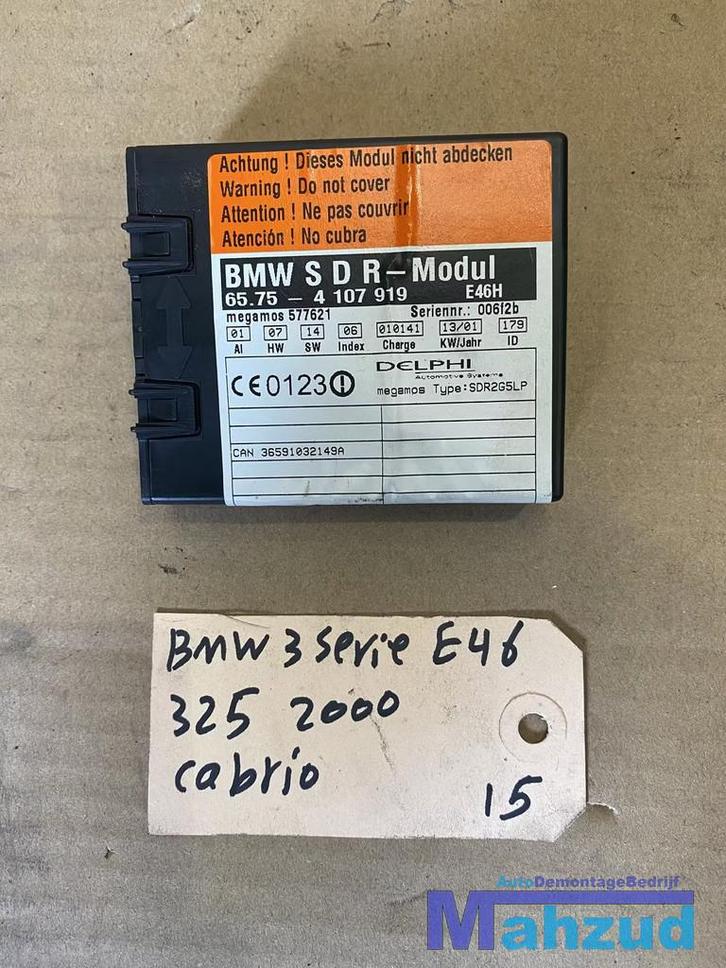 Achtung ! Dieses Modul nicht abdecken
Warning ! Do not cover
Attention ! Ne pas couvrir
Atención ! No cubra
BMW S D R-Modul
65.75 - 4 107 919 E46H
megamos 577621 Seriennr.: 006f2b
01 07 14 06 010141 13/01 179
AI HW SW Index Charge KW/Jahr ID
CE0123 DELPHI
Automotive Systems
megamos Type:SDR2G5LP
CAN 36591032149A
BMW 3 serie E46
325 2000
cabrio
15
AutoDemontageBedrijf
Mahzud